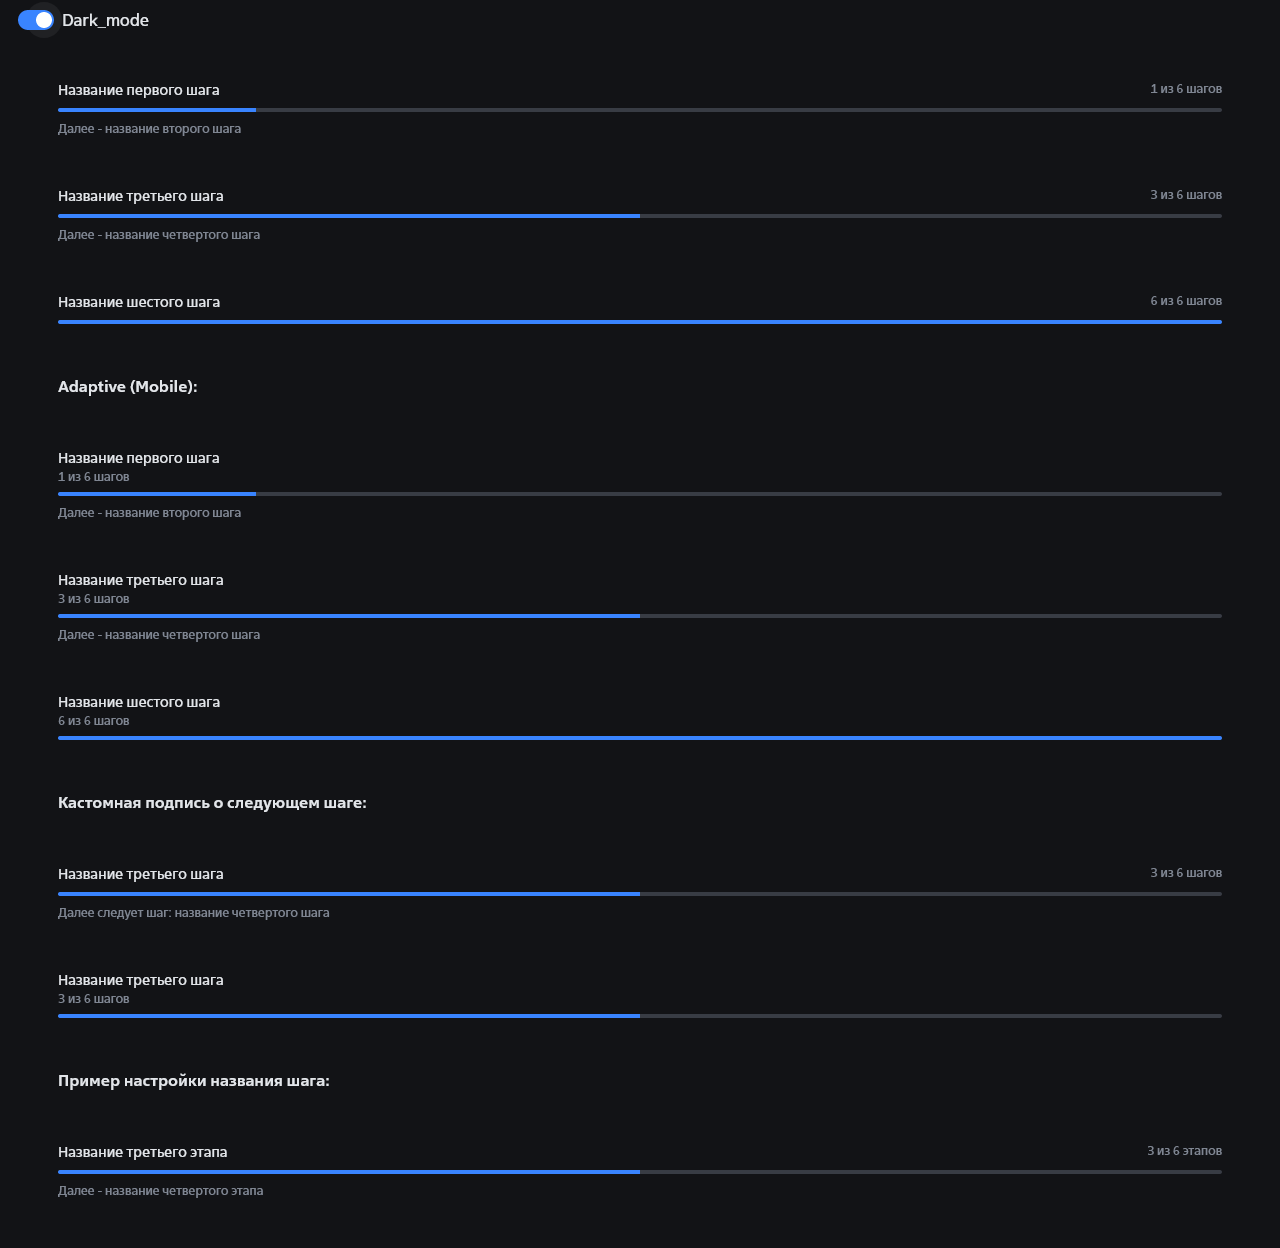 Dark_mode
Название первого шага
1 из 6 шагов
Далее - название второго шага
Название третьего шага
3 из 6 шагов
Далее - название четвертого шага
Название шестого шага
6 из 6 шагов
Adaptive (Mobile):
Название первого шага
1 из 6 шагов
Далее - название второго шага
Название третьего шага
3 из 6 шагов
Далее - название четвертого шага
Название шестого шага
6 из 6 шагов
Кастомная подпись о следующем шаге:
Название третьего шага
3 из 6 шагов
Далее следует шаг: название четвертого шага
Название третьего шага
3 из 6 шагов
Пример настройки названия шага:
Название третьего этапа
3 из 6 этапов
Далее - название четвертого этапа